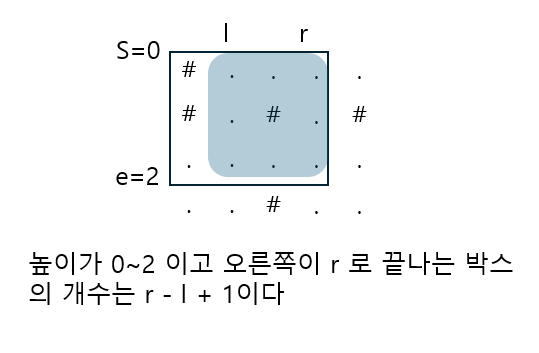 l r
S=0
# . . . .
# . # . #
. . . . .
e=2
. . # . .
높이가 0~2 이고 오른쪽이 r 로 끝나는 박스
의 개수는 r - l + 1이다